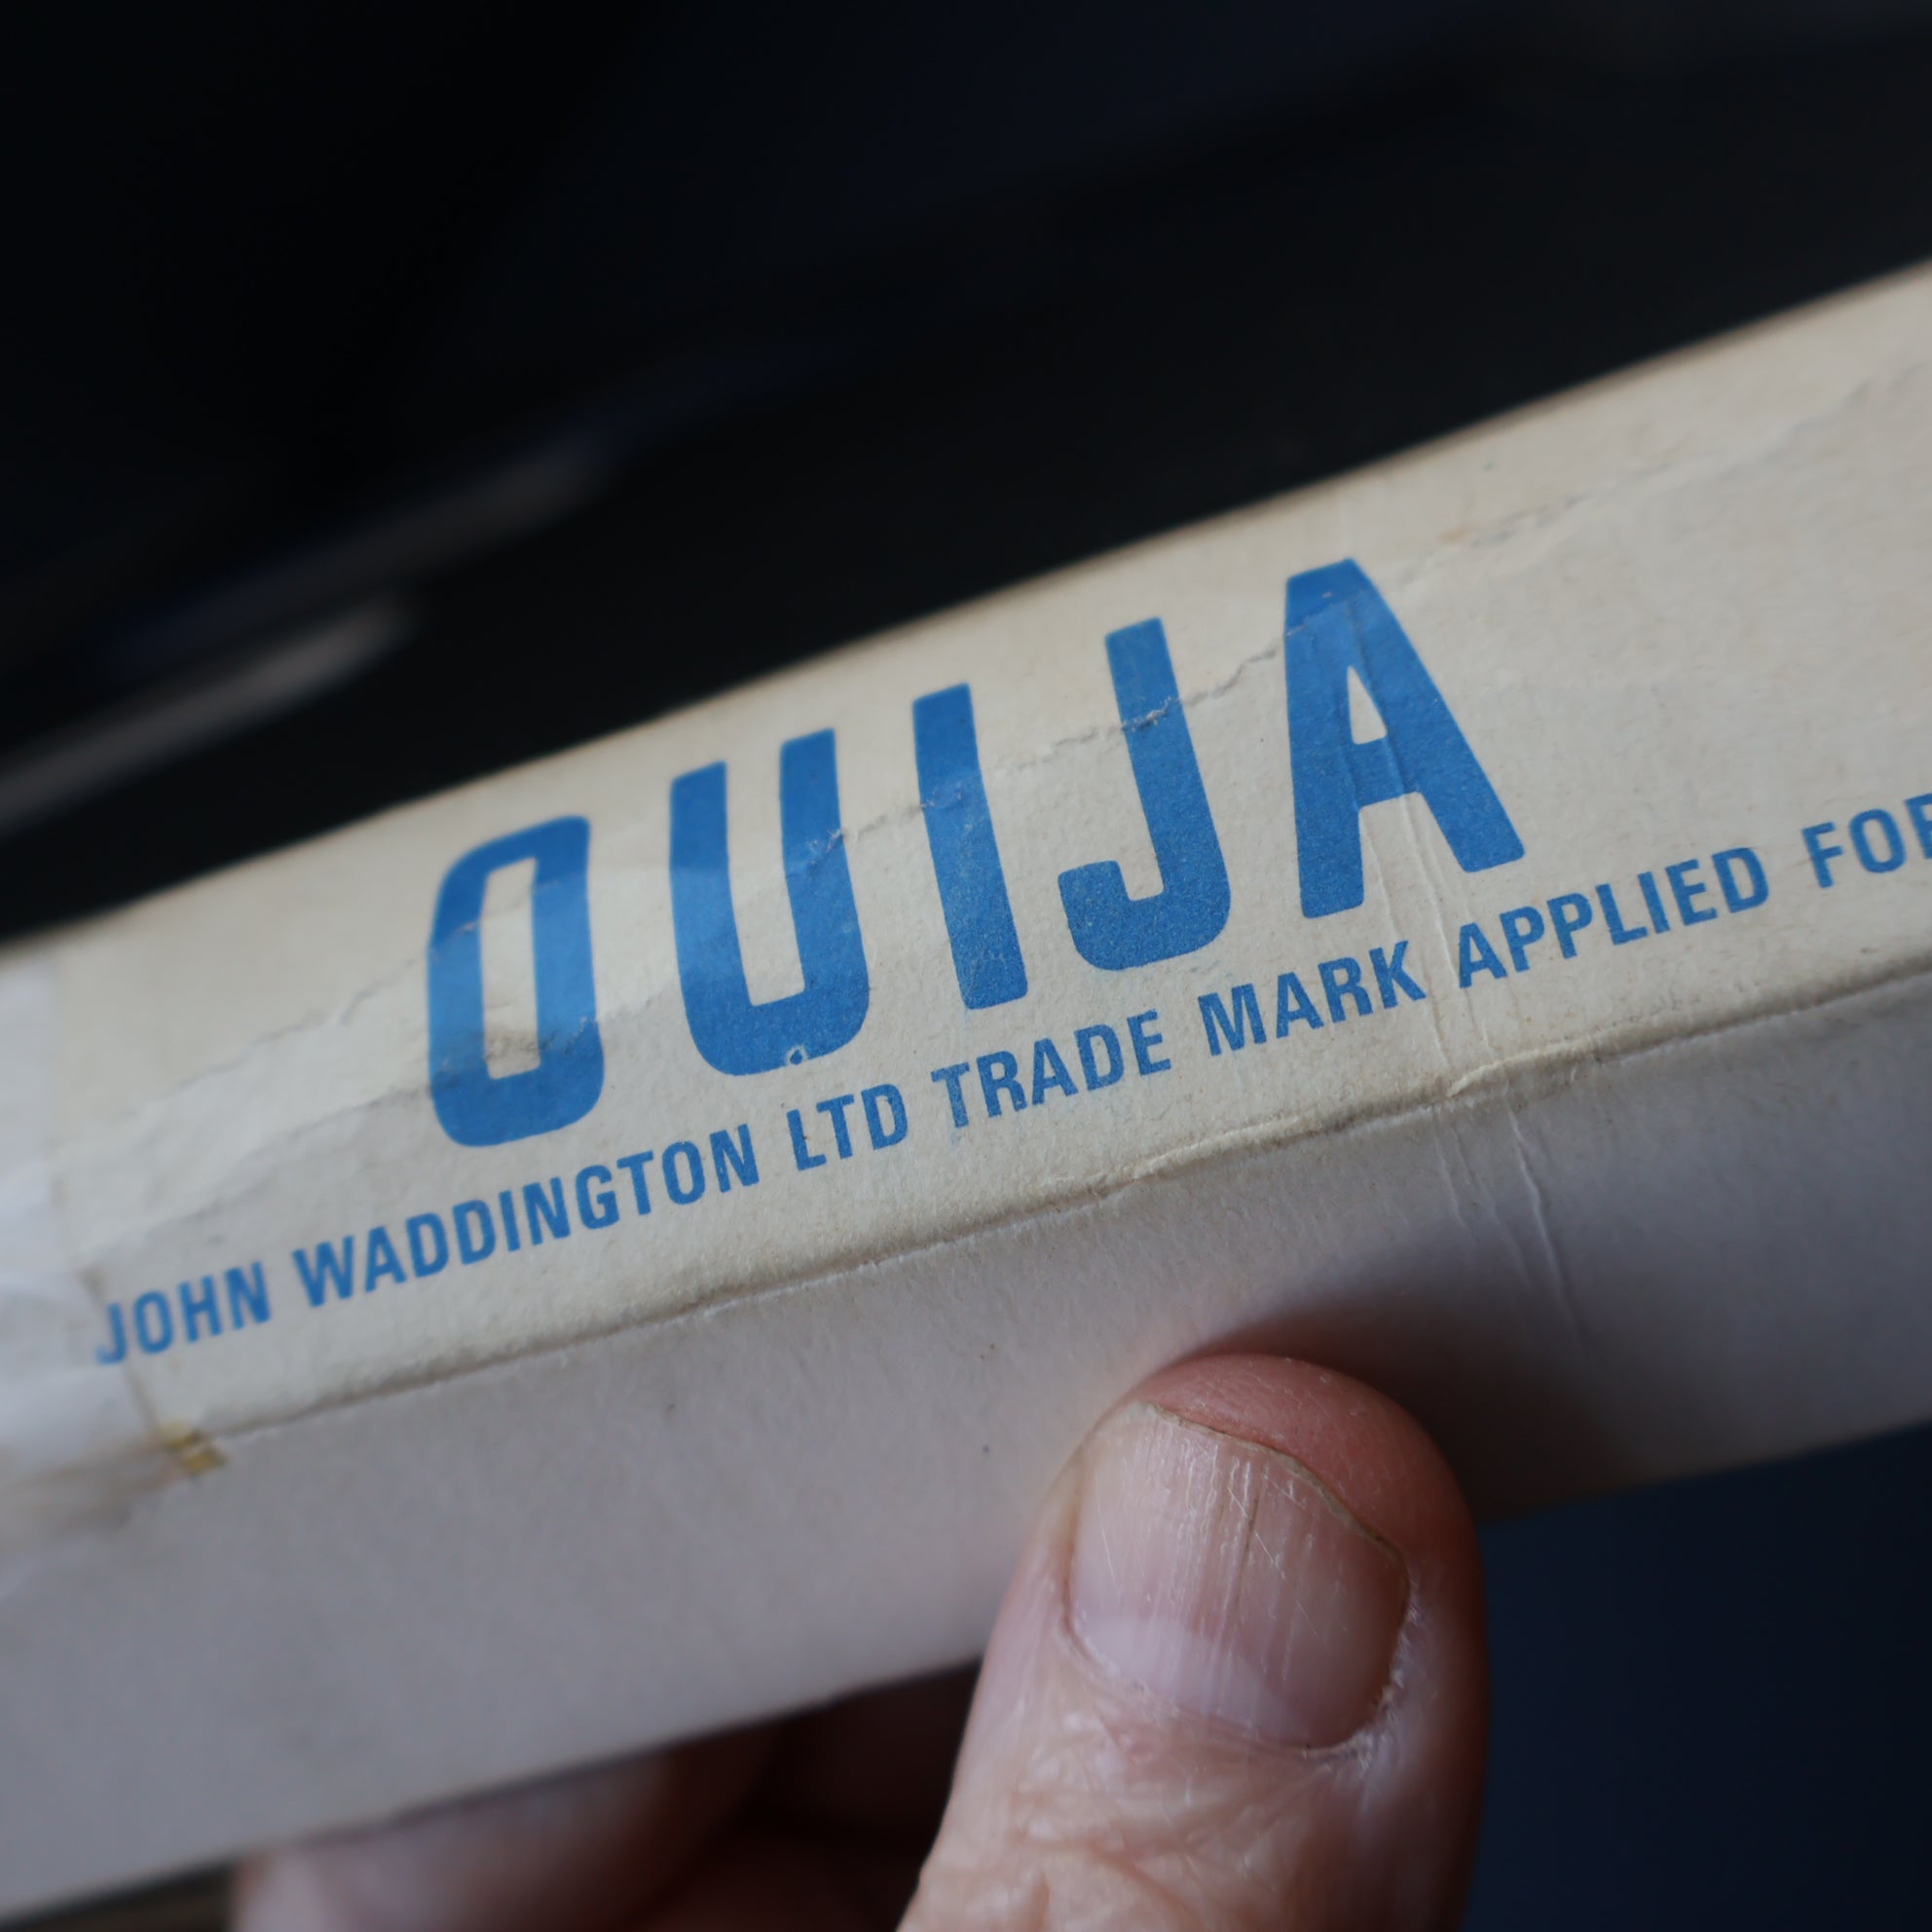 OUIJA
JOHN WADDINGTON LTD TRADE MARK APPLIED FOR